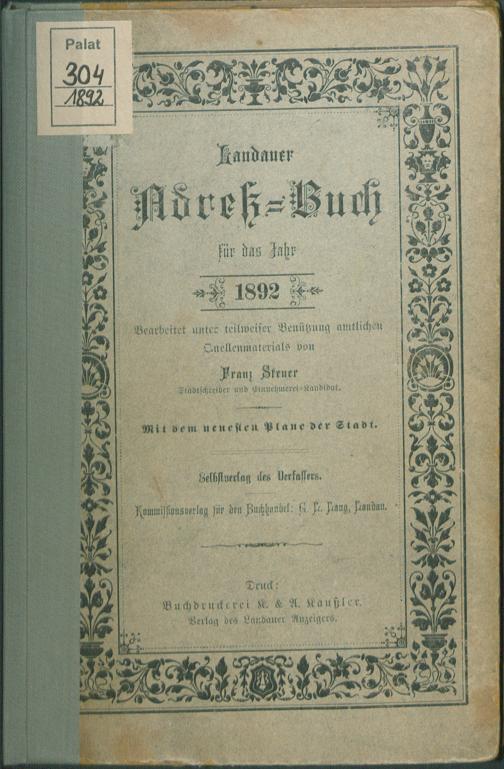 Palat
304
1892
Landauer
Adreß=Buch
für das Jahr
1892
Bearbeitet unter teilweiser Benützung amtlichen
Quellenmaterials von
Franz Steuer
Stadtschreiber und Einnehmerei=Kandidat.
Mit dem neuesten Plane der Stadt.
Selbstverlag des Verfassers.
Kommissionsverlag für den Buchhandel: Lang, Landau.
Druck:
Buchdruckerei K. & A. Kaußler.
Verlag des Landauer Anzeigers.